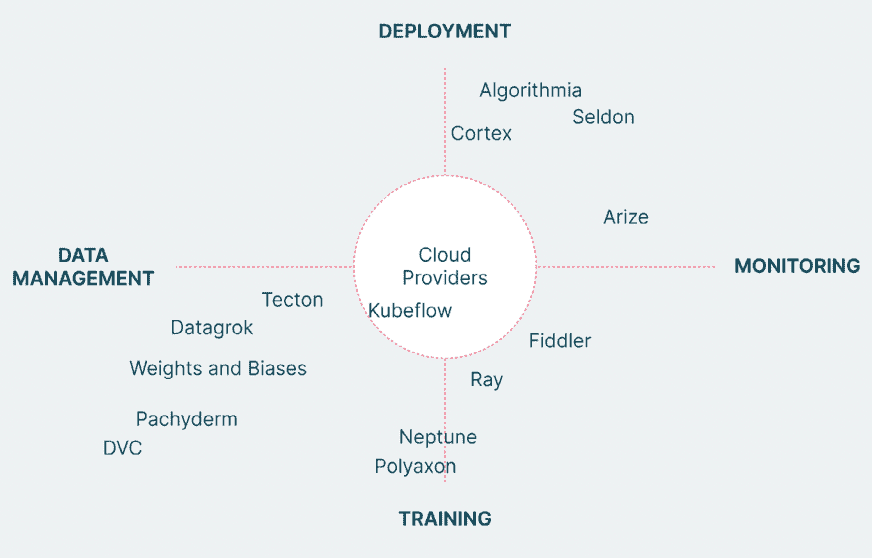 DEPLOYMENT
Algorithmia
Seldon
Cortex
Arize
DATA
MANAGEMENT
Cloud
Providers
MONITORING
Tecton
Kubeflow
Datagrok
Fiddler
Weights and Biases
Ray
Pachyderm
Neptune
DVC
Polyaxon
TRAINING